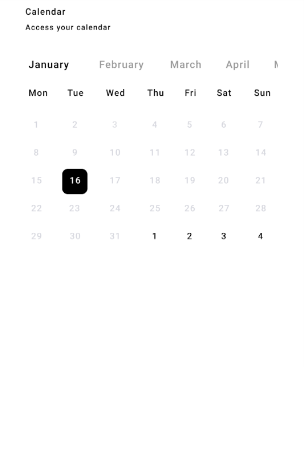 Calendar
Access your calendar
January February March April
Mon Tue Wed Thu Fri Sat Sun
1 2 3 4 5 6 7
8 9 10 11 12 13 14
15 16 17 18 19 20 21
22 23 24 25 26 27 28
29 30 31 1 2 3 4